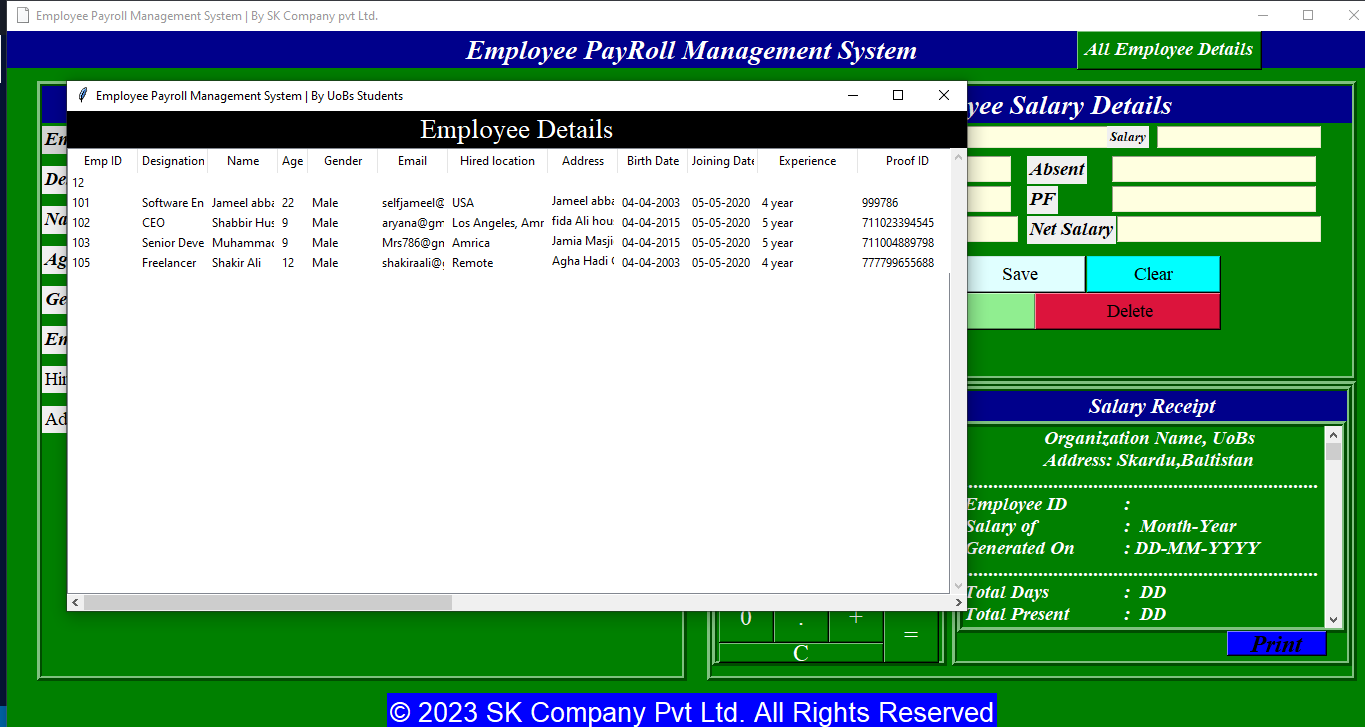 Employee Payroll Management System | By SK Company pvt Ltd.
Employee PayRoll Management System
All Employee Details
Employee Payroll Management System | By UoBs Students
Employee Details
Emp ID Designation Name Age Gender Email Hired location Address Birth Date Joining Date Experience Proof ID
12
101 Software En Jameel abba 22 Male selfjameel@ USA Jameel abba 04-04-2003 05-05-2020 4 year 999786
102 CEO Shabbir Hus 9 Male aryana@gm Los Angeles, Amr fida Ali hou 04-04-2015 05-05-2020 5 year 711023394545
103 Senior Deve Muhammad 9 Male Mrs786@gm Amrica Jamia Masji 04-04-2015 05-05-2020 5 year 711004889798
105 Freelancer Shakir Ali 12 Male shakiraali@ Remote Agha Hadi 04-04-2003 05-05-2020 4 year 777799655688
En
De
Na
Ag
Ge
En
Hir
Ad
yee Salary Details
Salary
Absent
PF
Net Salary
Save Clear
Delete
Salary Receipt
Organization Name, UoBs
Address: Skardu,Baltistan
Employee ID :
Salary of : Month-Year
Generated On : DD-MM-YYYY
Total Days : DD
Total Present : DD
Print
0 . + =
C
© 2023 SK Company Pvt Ltd. All Rights Reserved